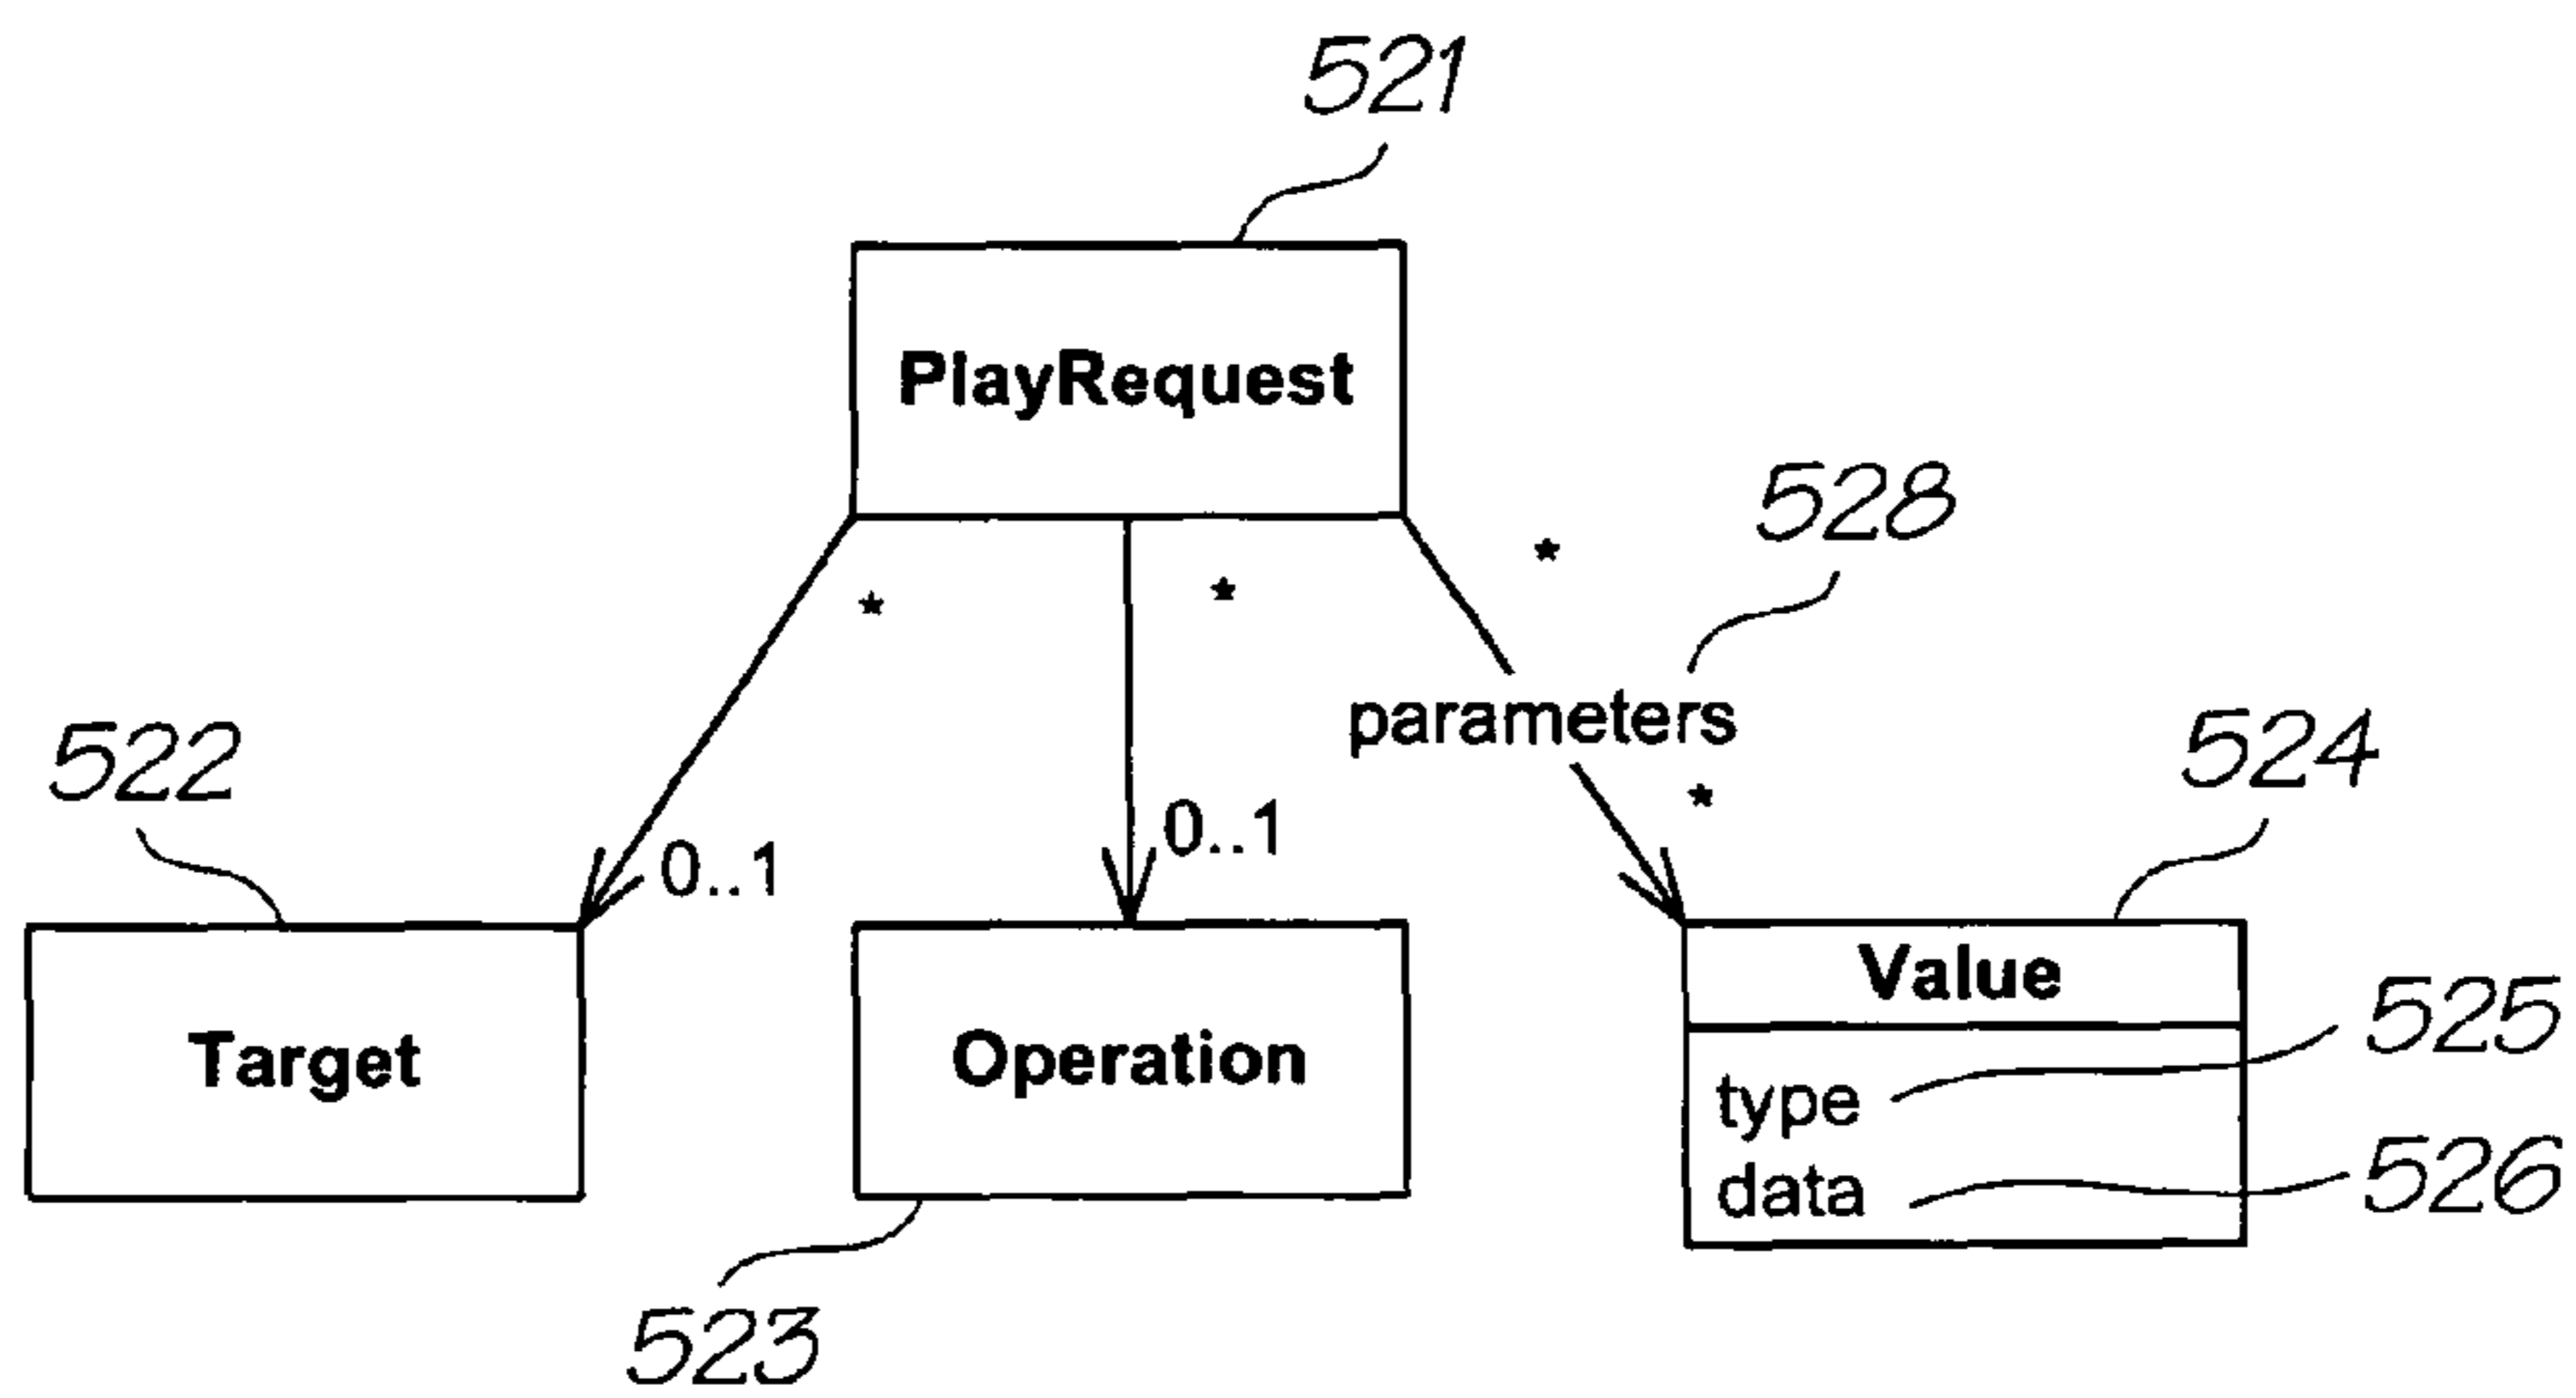 521
PlayRequest
528
*
*
*
parameters
522
524
*
0..1
0..1
Value
Target
Operation
525
type
data
526
523